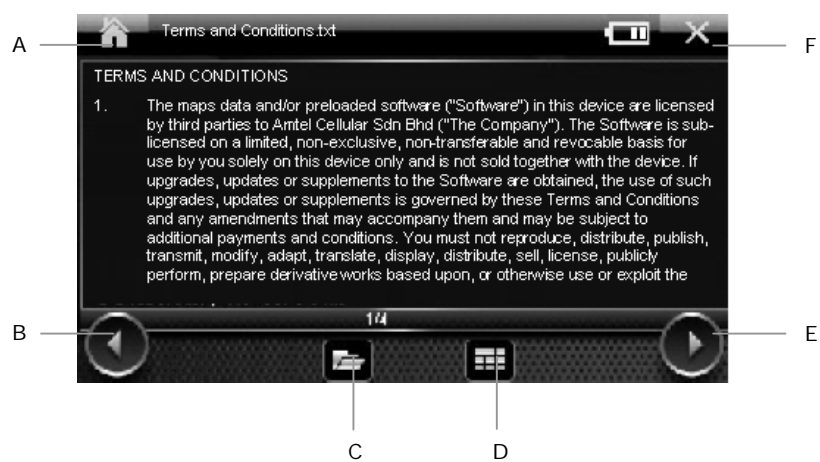 Terms and Conditions.txt
A
F
TERMS AND CONDITIONS
1. The maps data and/or preloaded software ("Software") in this device are licensed
by third parties to Amtel Cellular Sdn Bhd ("The Company"). The Software is sub-
licensed on a limited, non-exclusive, non-transferable and revocable basis for
use by you solely on this device only and is not sold together with the device. If
upgrades, updates or supplements to the Software are obtained, the use of such
upgrades, updates or supplements is governed by these Terms and Conditions
and any amendments that may accompany them and may be subject to
additional payments and conditions. You must not reproduce, distribute, publish,
transmit, modify, adapt, translate, display, distribute, sell, license, publicly
perform, prepare derivative works based upon, or otherwise use or exploit the
1/4
B
E
C
D